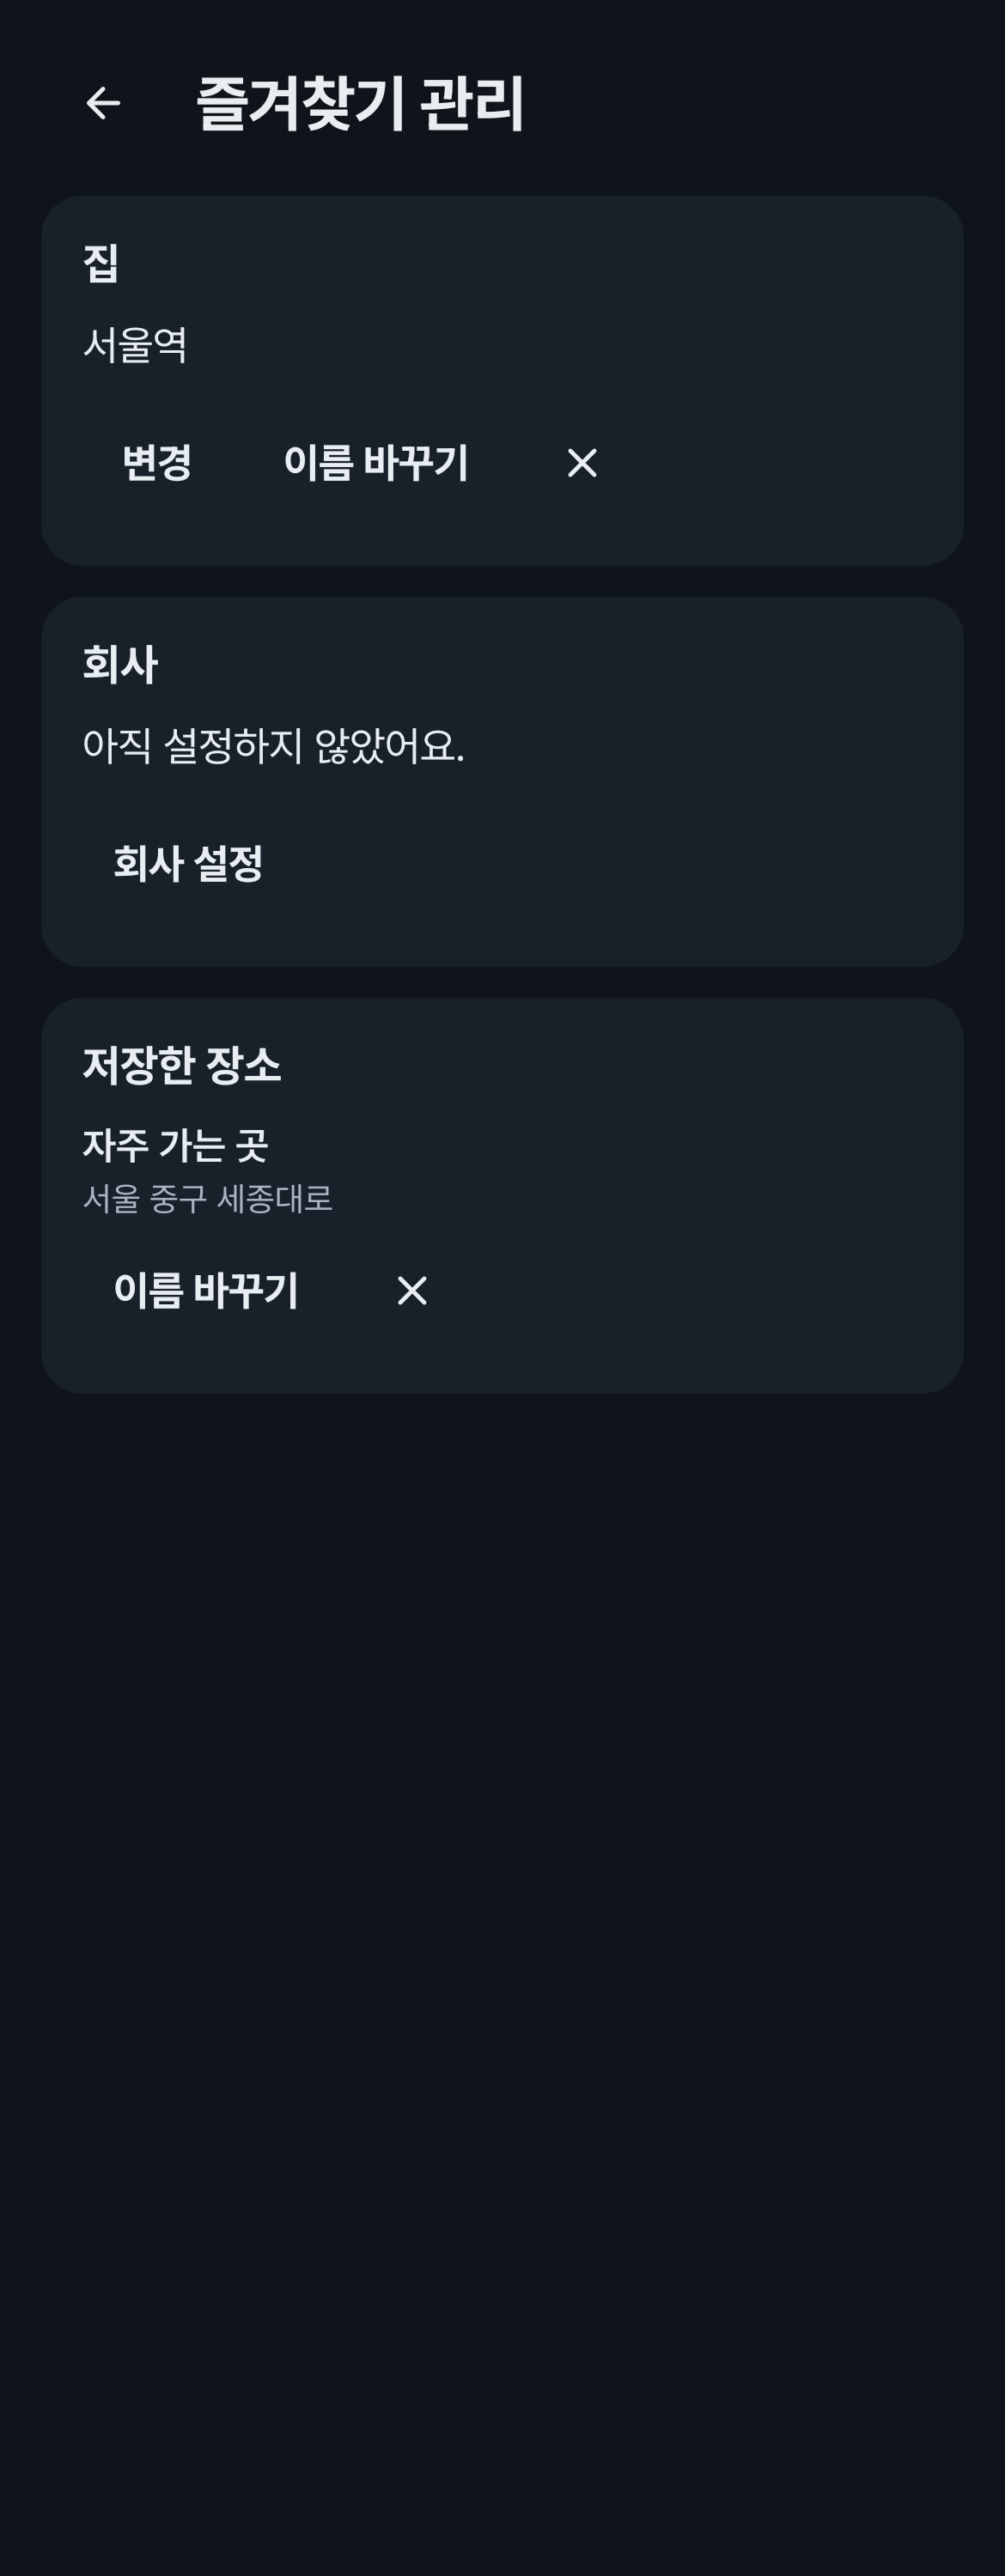 즐겨찾기 관리
집
서울역
변경 이름 바꾸기
회사
아직 설정하지 않았어요.
회사 설정
저장한 장소
자주 가는 곳
서울 중구 세종대로
이름 바꾸기